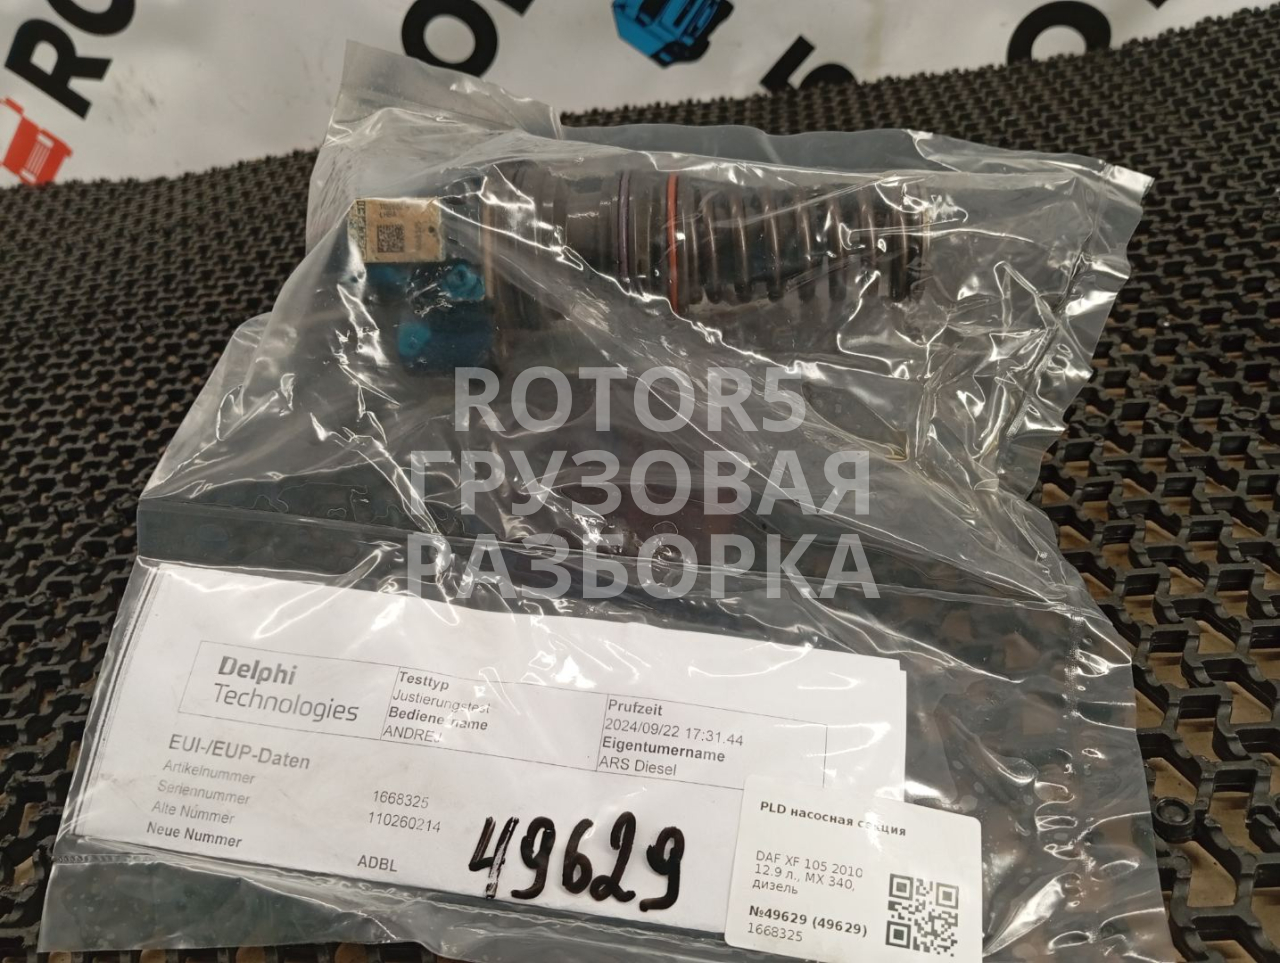 ROTOR5
ГРУЗОВАЯ
РАЗБОРКА
Delphi
Technologies
Testtyp
Justierungstest
Bedienername
ANDREJ
Prufzeit
2024/09/22 17:31.44
Eigentumername
ARS Diesel
EUI-/EUP-Daten
Artikelnummer 1668325
Seriennummer 110260214
Alte Nummer
Neue Nummer ADBL
49629
PLD насосная секция
DAF XF 105 2010
12.9 л., MX 340,
дизель
№49629 (49629)
1668325